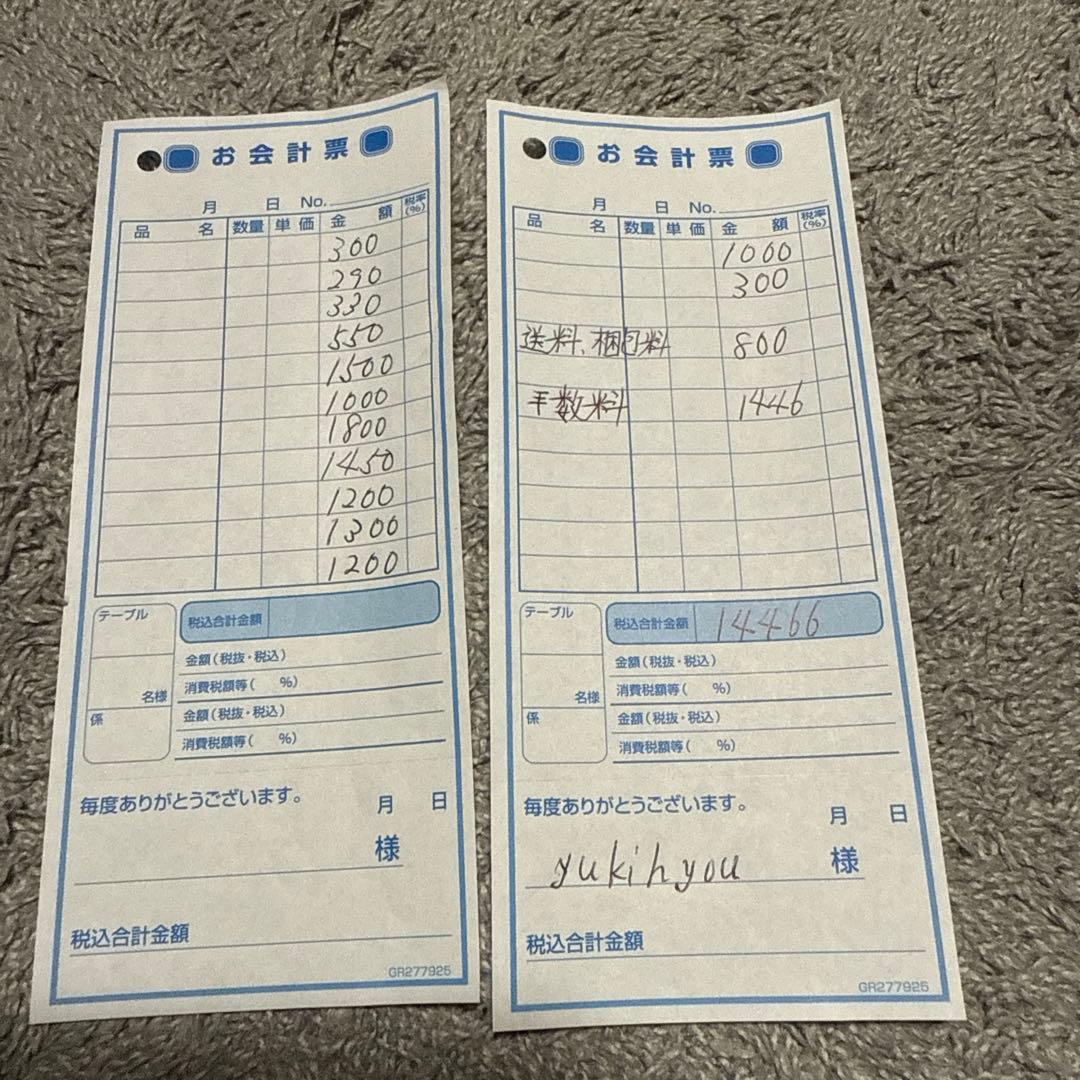 お会計票
月 日 No.
品 名 数量 単価 金 額 税率(%)
300
290
330
550
1500
1000
1800
1450
1200
1300
1200
テーブル
税込合計金額
金額(税抜・税込)
名様
消費税額等( %)
係
金額(税抜・税込)
消費税額等( %)
毎度ありがとうございます。
月 日
様
税込合計金額
GR277925
お会計票
月 日 No.
品 名 数量 単価 金 額 税率(%)
1000
300
送料、梱包料 800
手数料 1446
テーブル
税込合計金額 14466
金額(税抜・税込)
名様
消費税額等( %)
係
金額(税抜・税込)
消費税額等( %)
毎度ありがとうございます。
月 日
yukihyou 様
税込合計金額
GR277925